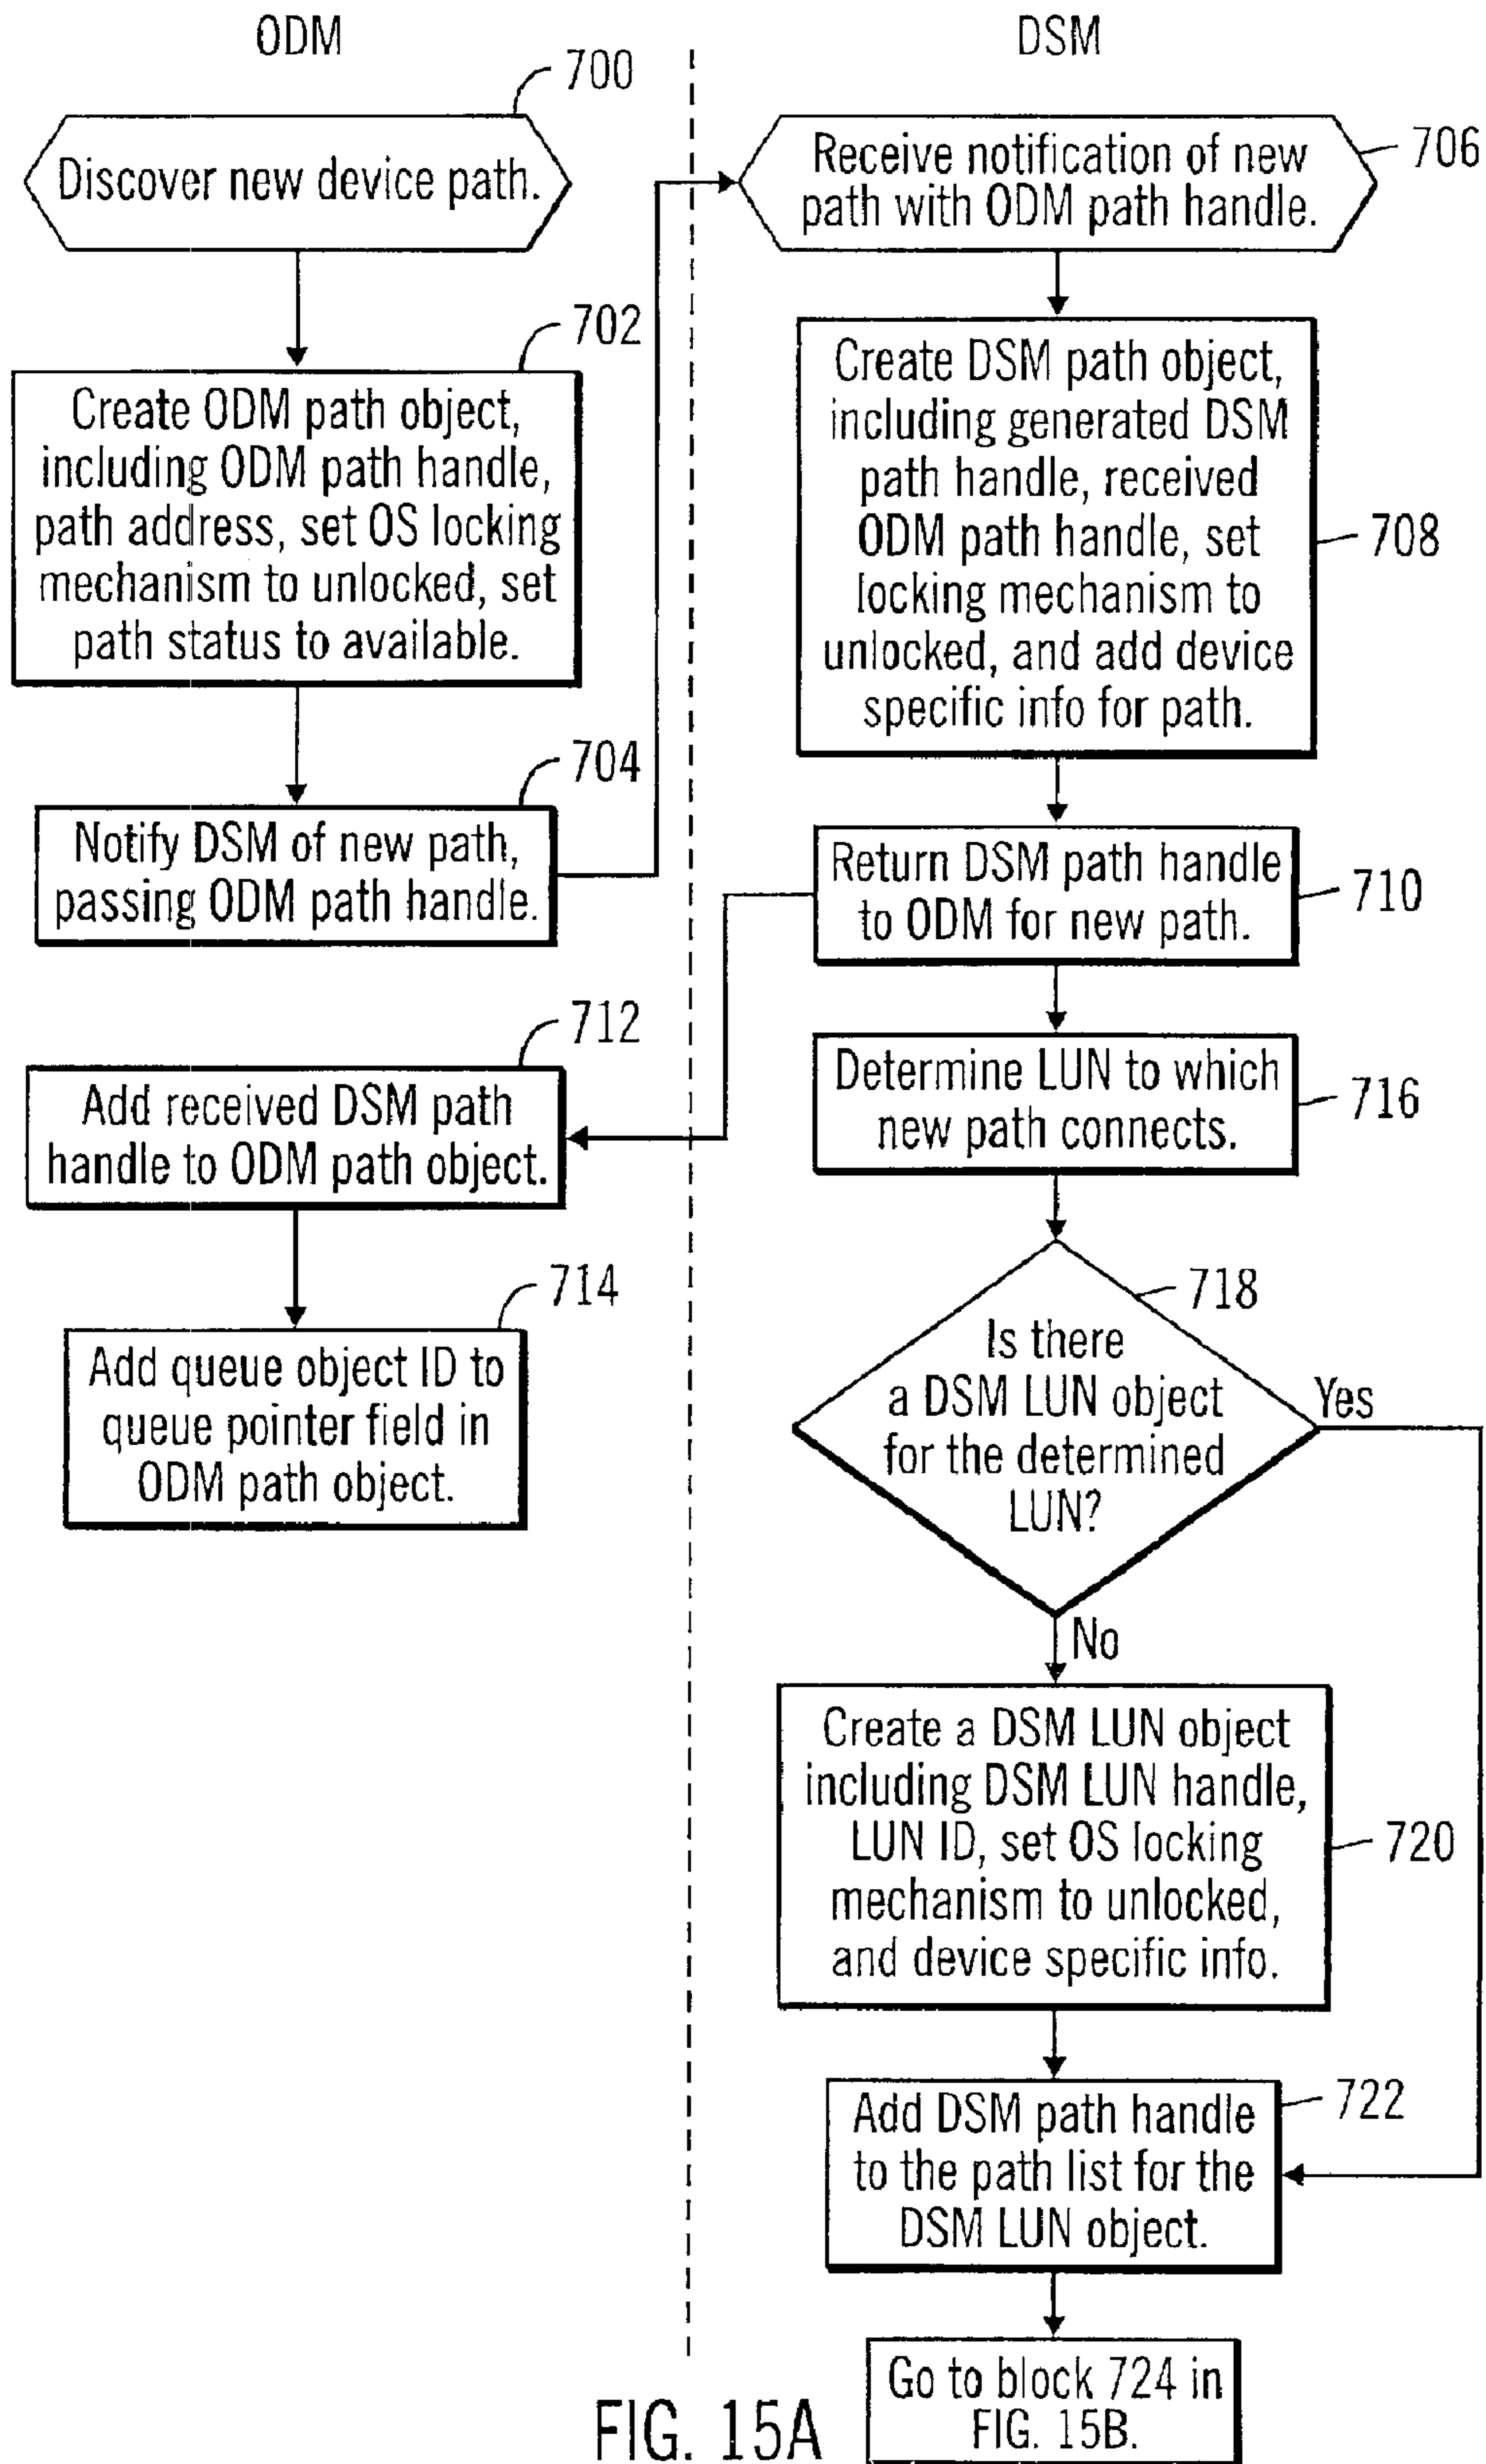 ODM
700
Discover new device path.
702
Create ODM path object,
including ODM path handle,
path address, set OS locking
mechanism to unlocked, set
path status to available.
704
Notify DSM of new path,
passing ODM path handle.
712
Add received DSM path
handle to ODM path object.
714
Add queue object ID to
queue pointer field in
ODM path object.
DSM
Receive notification of new
path with ODM path handle.
706
Create DSM path object,
including generated DSM
path handle, received
ODM path handle, set
locking mechanism to
unlocked, and add device
specific info for path.
708
Return DSM path handle
to ODM for new path.
710
Determine LUN to which
new path connects.
716
718
Is there
a DSM LUN object
for the determined
LUN?
Yes
No
Create a DSM LUN object
including DSM LUN handle,
LUN ID, set OS locking
mechanism to unlocked,
and device specific info.
720
722
Add DSM path handle
to the path list for the
DSM LUN object.
Go to block 724 in
FIG. 15B.
FIG. 15A